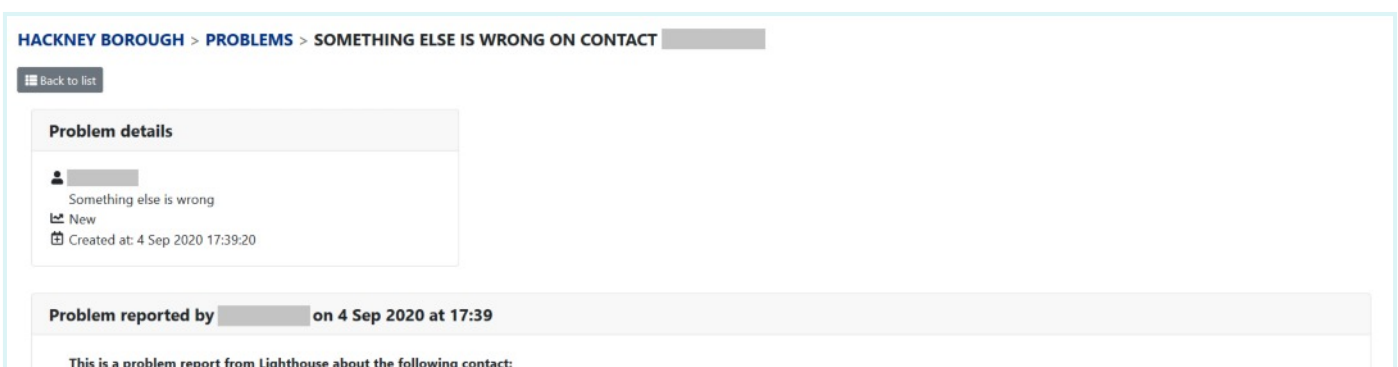 HACKNEY BOROUGH > PROBLEMS > SOMETHING ELSE IS WRONG ON CONTACT
Back to list
Problem details
Something else is wrong
New
Created at: 4 Sep 2020 17:39:20
Problem reported by on 4 Sep 2020 at 17:39
This is a problem report from Lighthouse about the following contact: